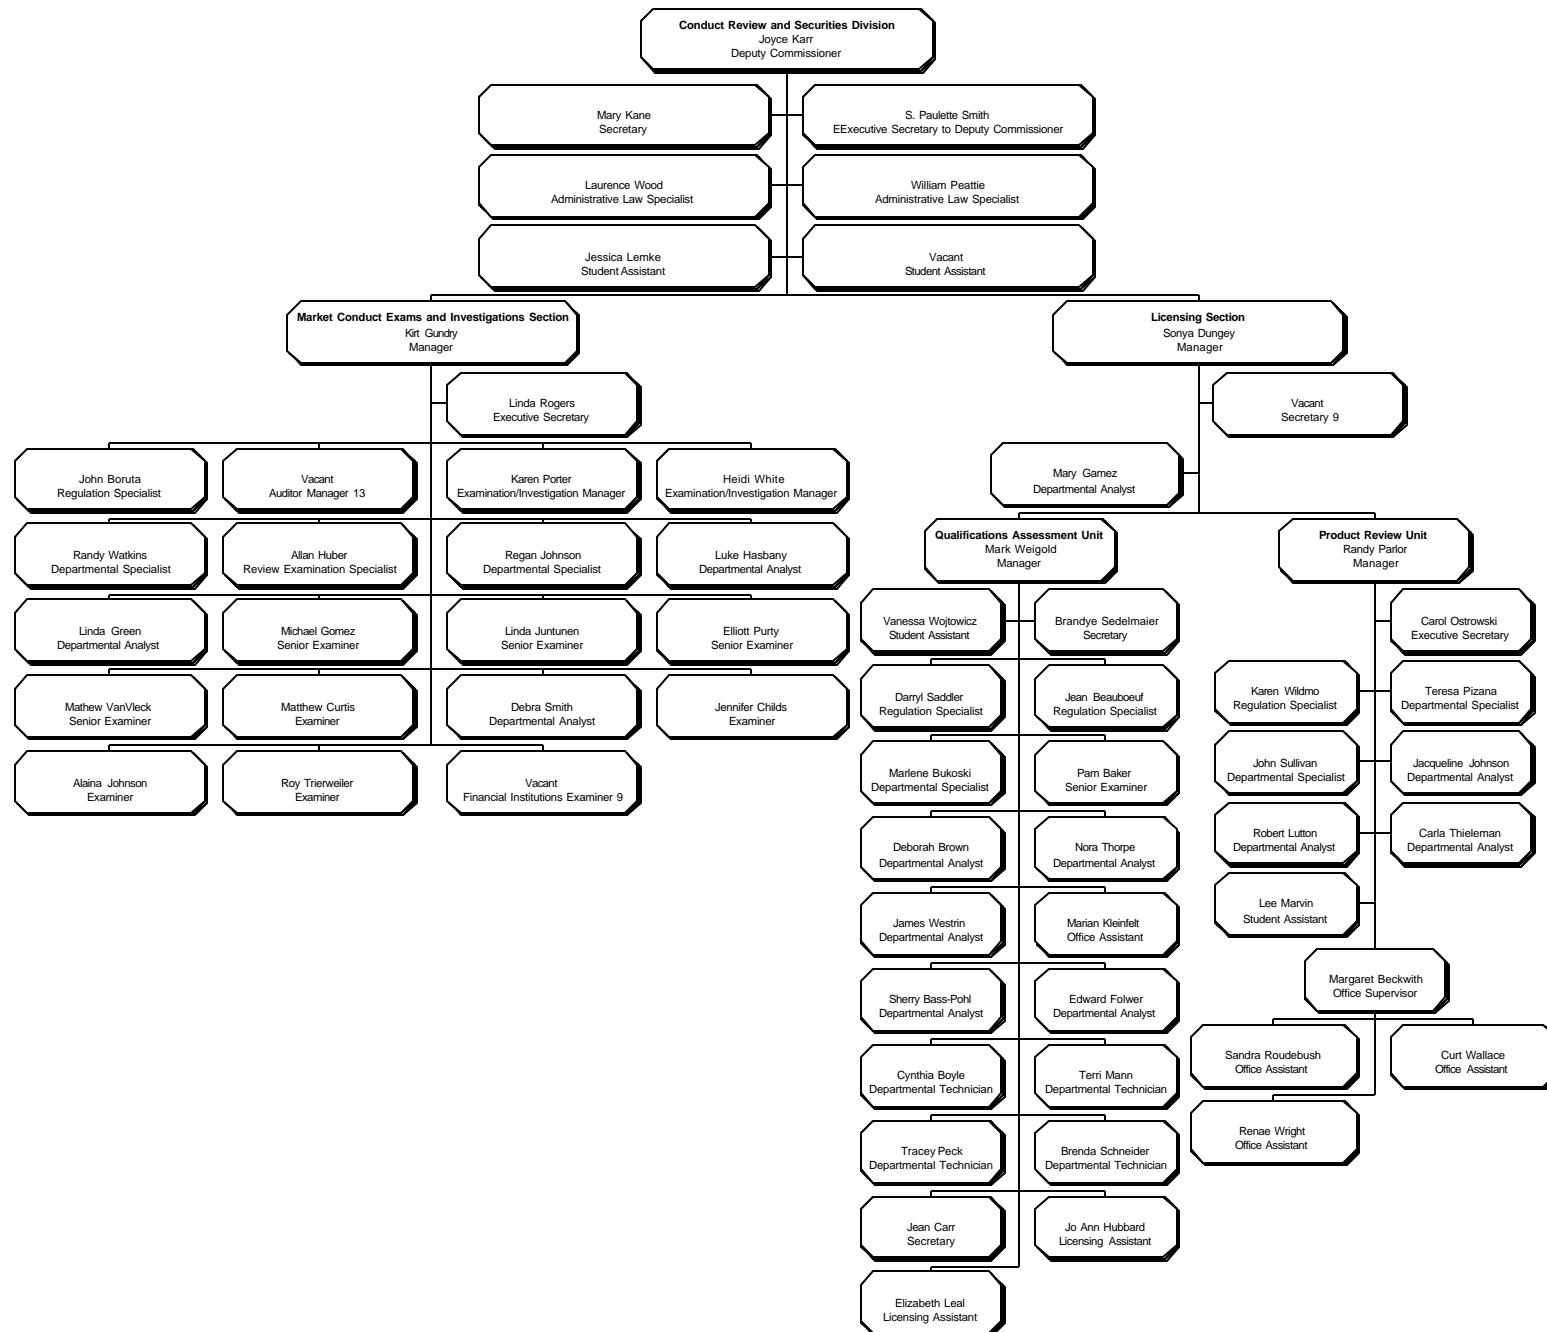 Conduct Review and Securities Division
Joyce Karr
Deputy Commissioner
Mary Kane
Secretary
S. Paulette Smith
EExecutive Secretary to Deputy Commissioner
Laurence Wood
Administrative Law Specialist
William Peattie
Administrative Law Specialist
Jessica Lemke
Student Assistant
Vacant
Student Assistant
Market Conduct Exams and Investigations Section
Kirt Gundry
Manager
Licensing Section
Sonya Dungey
Manager
Linda Rogers
Executive Secretary
Vacant
Secretary 9
John Boruta
Regulation Specialist
Vacant
Auditor Manager 13
Karen Porter
Examination/Investigation Manager
Heidi White
Examination/Investigation Manager
Mary Gamez
Departmental Analyst
Randy Watkins
Departmental Specialist
Allan Huber
Review Examination Specialist
Regan Johnson
Departmental Specialist
Luke Hasbany
Departmental Analyst
Linda Green
Departmental Analyst
Michael Gomez
Senior Examiner
Linda Juntunen
Senior Examiner
Elliott Purty
Senior Examiner
Mathew VanVleck
Senior Examiner
Matthew Curtis
Examiner
Debra Smith
Departmental Analyst
Jennifer Childs
Examiner
Alaina Johnson
Examiner
Roy Trierweiler
Examiner
Vacant
Financial Institutions Examiner 9
Qualifications Assessment Unit
Mark Weigold
Manager
Vanessa Wojtowicz
Student Assistant
Brandye Sedelmaier
Secretary
Darryl Saddler
Regulation Specialist
Jean Beauboeuf
Regulation Specialist
Marlene Bukoski
Departmental Specialist
Pam Baker
Senior Examiner
Deborah Brown
Departmental Analyst
Nora Thorpe
Departmental Analyst
James Westrin
Departmental Analyst
Marian Kleinfelt
Office Assistant
Sherry Bass-Pohl
Departmental Analyst
Edward Folwer
Departmental Analyst
Cynthia Boyle
Departmental Technician
Terri Mann
Departmental Technician
Tracey Peck
Departmental Technician
Brenda Schneider
Departmental Technician
Jean Carr
Secretary
Jo Ann Hubbard
Licensing Assistant
Elizabeth Leal
Licensing Assistant
Product Review Unit
Randy Parlor
Manager
Carol Ostrowski
Executive Secretary
Karen Wildmo
Regulation Specialist
Teresa Pizana
Departmental Specialist
John Sullivan
Departmental Specialist
Jacqueline Johnson
Departmental Analyst
Robert Lutton
Departmental Analyst
Carla Thieleman
Departmental Analyst
Lee Marvin
Student Assistant
Margaret Beckwith
Office Supervisor
Sandra Roudebush
Office Assistant
Curt Wallace
Office Assistant
Renae Wright
Office Assistant